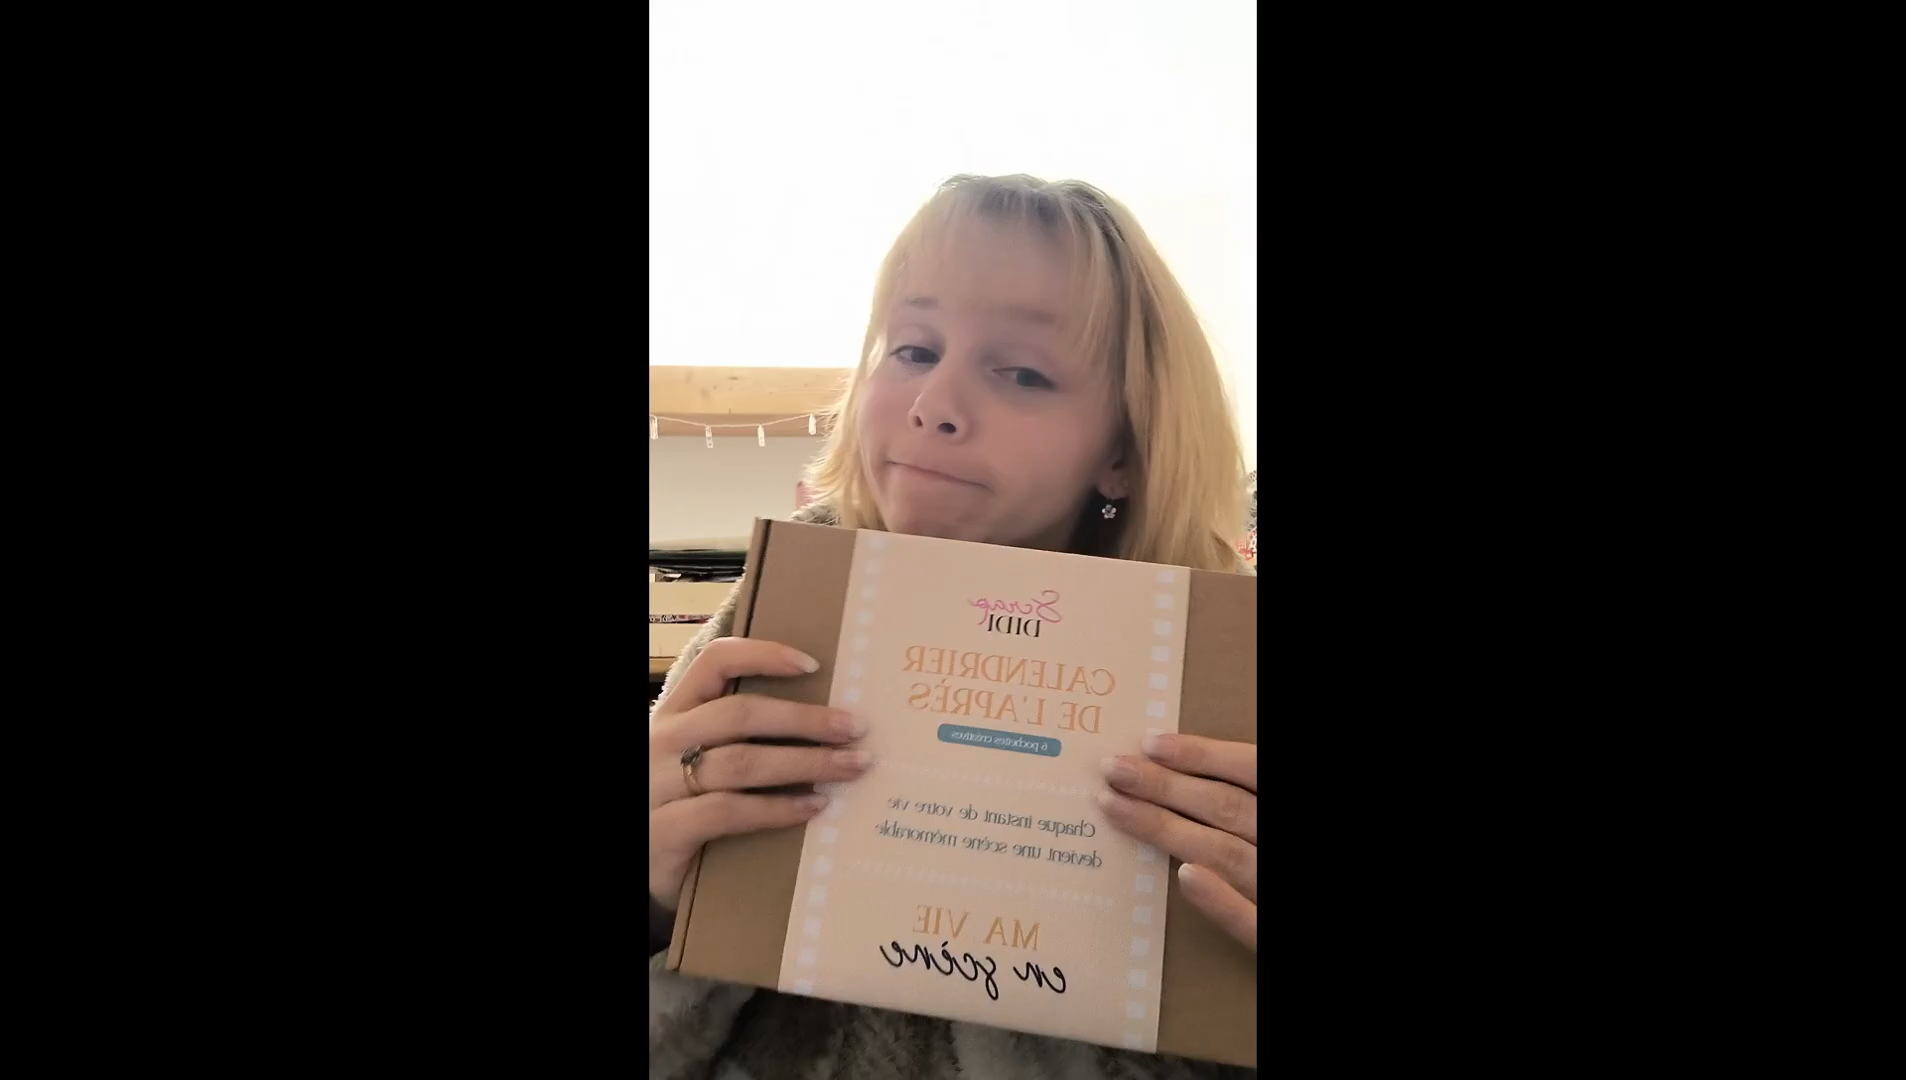 Scrap
DIDI
CALENDRIER
DE L'APRÈS
6 pochettes créatives
Chaque instant de votre vie
devient une scène mémorable
MA VIE
en scène